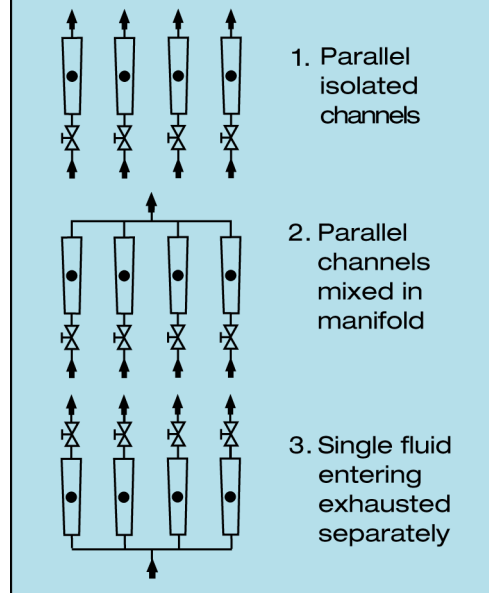 1. Parallel
isolated
channels
2. Parallel
channels
mixed in
manifold
3. Single fluid
entering
exhausted
separately